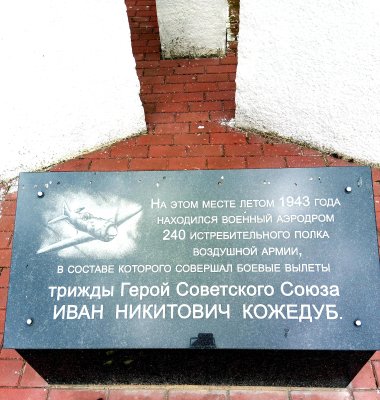 На этом месте летом 1943 года
находился военный аэродром
240 истребительного полка
воздушной армии,
в составе которого совершал боевые вылеты
трижды Герой Советского Союза
ИВАН НИКИТОВИЧ КОЖЕДУБ.